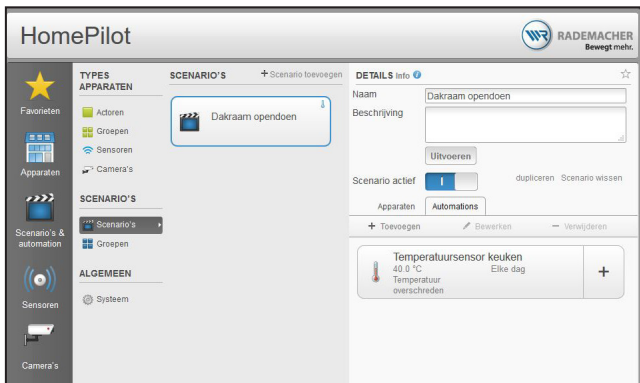 HomePilot
WR RADEMACHER
Bewegt mehr.
Favorieten
Apparaten
Scenario's &
automation
Sensoren
Camera's
TYPES
APPARATEN
Actoren
Groepen
Sensoren
Camera's
SCENARIO'S
Scenario's
Groepen
ALGEMEEN
Systeem
SCENARIO'S
+ Scenario toevoegen
Dakraam opendoen
DETAILS Info
Naam
Dakraam opendoen
Beschrijving
Uitvoeren
Scenario actief
I
dupliceren Scenario wissen
Apparaten
Automations
+ Toevoegen
Bewerken
− Verwijderen
Temperatuursensor keuken
40.0 °C Elke dag
Temperatuur
overschreden
+